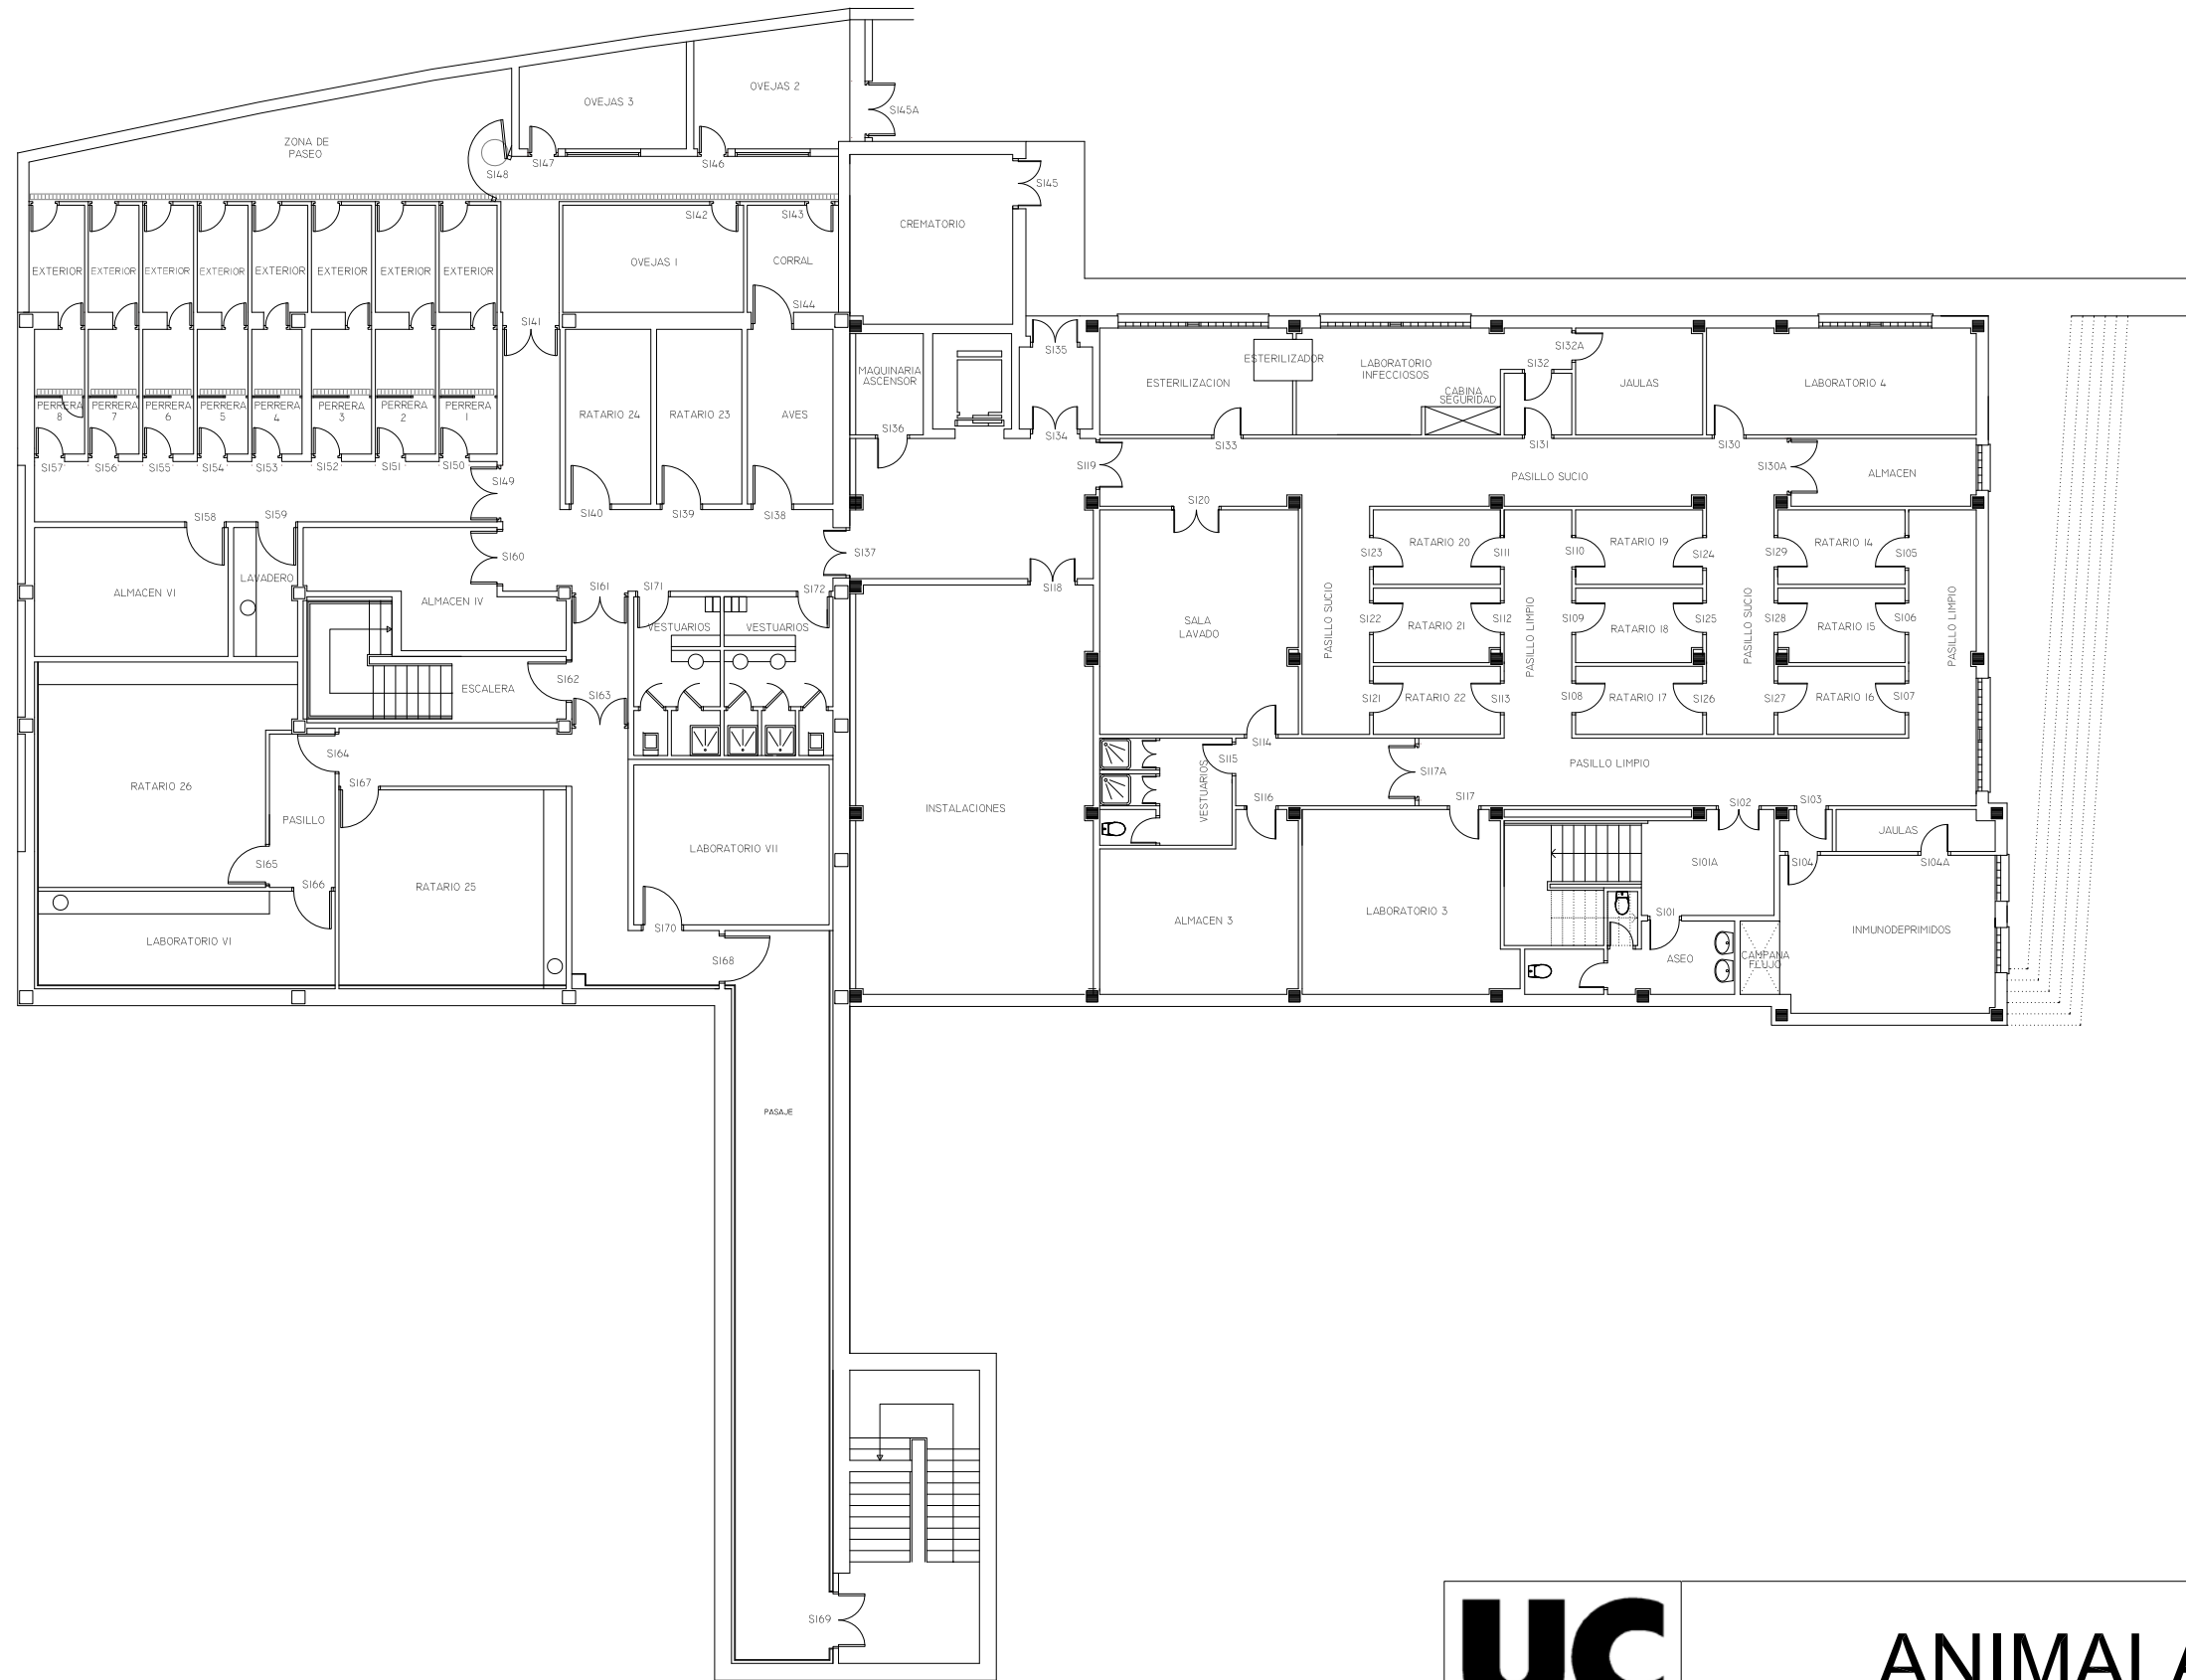 OVEJAS 2
OVEJAS 3
S145A
ZONA DE
PASEO
S147
S146
S148
S145
S142
S143
CREMATORIO
OVEJAS 1
CORRAL
EXTERIOR
EXTERIOR
EXTERIOR
EXTERIOR
EXTERIOR
EXTERIOR
EXTERIOR
EXTERIOR
S144
S141
S135
S132A
MAQUINARIA
ASCENSOR
ESTERILIZADOR
LABORATORIO
INFECCIOSOS
S132
ESTERILIZACION
JAULAS
LABORATORIO 4
CABINA
SEGURIDAD
PERRERA
8
PERRERA
7
PERRERA
6
PERRERA
5
PERRERA
4
PERRERA
3
PERRERA
2
PERRERA
1
RATARIO 24
RATARIO 23
AVES
S136
S134
S133
S131
S130
S157
S156
S155
S154
S153
S152
S151
S150
S149
S119
S130A
PASILLO SUCIO
ALMACEN
S158
S159
S140
S139
S138
S120
S160
S137
S123
RATARIO 20
S111
S110
RATARIO 19
S124
S129
RATARIO 14
S105
LAVADERO
ALMACEN VI
ALMACEN IV
S161
S171
S172
S118
VESTUARIOS
VESTUARIOS
SALA
LAVADO
PASILLO SUCIO
S122
RATARIO 21
S112
PASILLO LIMPIO
S109
RATARIO 18
S125
PASILLO SUCIO
S128
RATARIO 15
S106
PASILLO LIMPIO
ESCALERA
S162
S163
S121
RATARIO 22
S113
S108
RATARIO 17
S126
S127
RATARIO 16
S107
S164
S114
S115
S117A
PASILLO LIMPIO
S167
RATARIO 26
VESTUARIOS
S116
S117
S102
S103
INSTALACIONES
PASILLO
JAULAS
LABORATORIO VII
S165
S101A
S104
S104A
S166
RATARIO 25
LABORATORIO 3
ALMACEN 3
S101
S170
INMUNODEPRIMIDOS
LABORATORIO VI
S168
ASEO
CAMPANA
FLUJO
PASAJE
S169
UC
ANIMALA